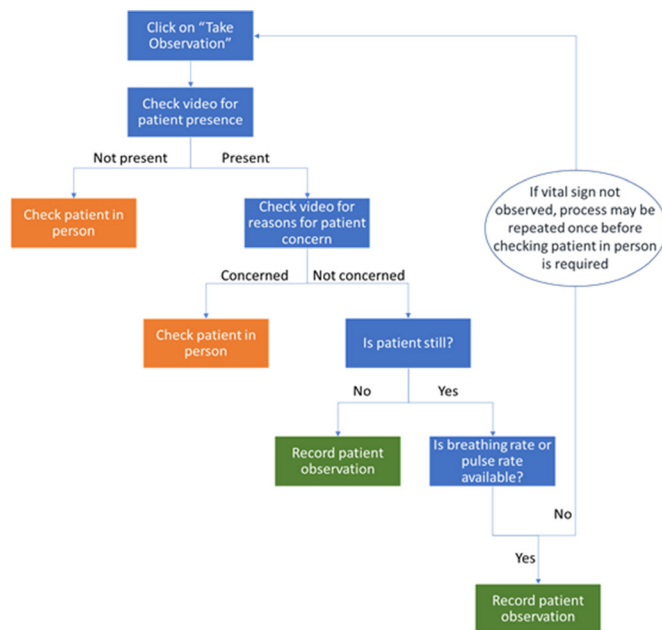 Click on “Take
Observation”
Check video for
patient presence
Not present
Present
Check patient in
person
Check video for
reasons for patient
concern
If vital sign not
observed, process may be
repeated once before
checking patient in person
is required
Concerned
Not concerned
Check patient in
person
Is patient still?
No
Yes
Record patient
observation
Is breathing rate or
pulse rate
available?
No
Yes
Record patient
observation